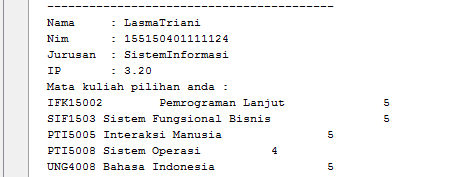 -------------------------------------
Nama     : LasmaTriani
Nim      : 155150401111124
Jurusan  : SistemInformasi
IP       : 3.20
Mata kuliah pilihan anda :
IFK15002        Pemrograman Lanjut              5
SIF1503 Sistem Fungsional Bisnis                5
PTI5005 Interaksi Manusia               5
PTI5008 Sistem Operasi          4
UNG4008 Bahasa Indonesia                5